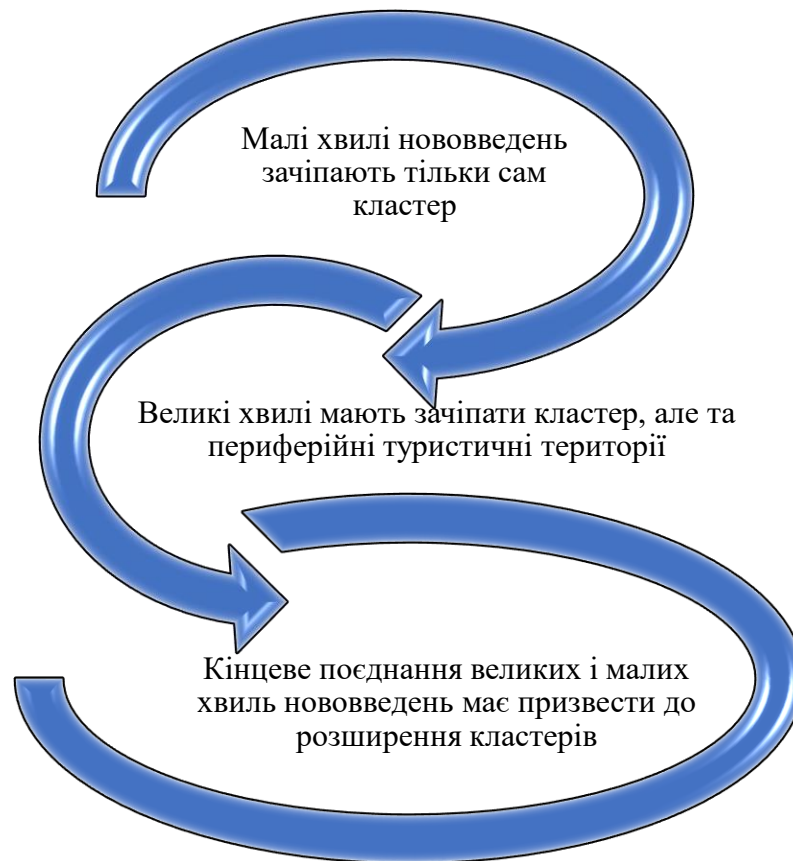 Малі хвилі нововведень
зачіпають тільки сам
кластер
Великі хвилі мають зачіпати кластер, але та
периферійні туристичні території
Кінцеве поєднання великих і малих
хвиль нововведень має призвести до
розширення кластерів